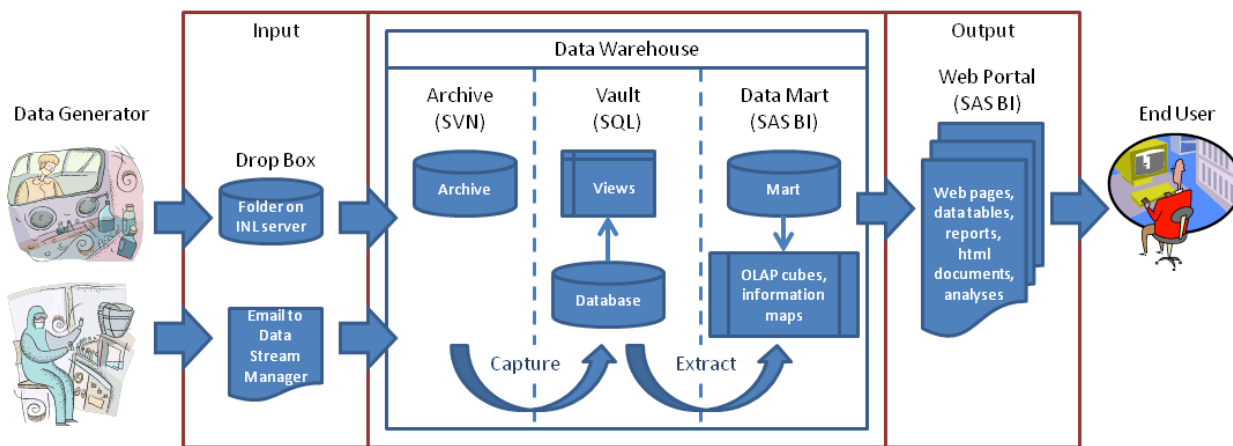 Input
Data Warehouse
Output
Data Generator
Drop Box
Folder on
INL server
Email to
Data
Stream
Manager
Archive
(SVN)
Archive
Vault
(SQL)
Views
Database
Data Mart
(SAS BI)
Mart
OLAP cubes,
information
maps
Capture
Extract
Web Portal
(SAS BI)
Web pages,
data tables,
reports,
html
documents,
analyses
End User